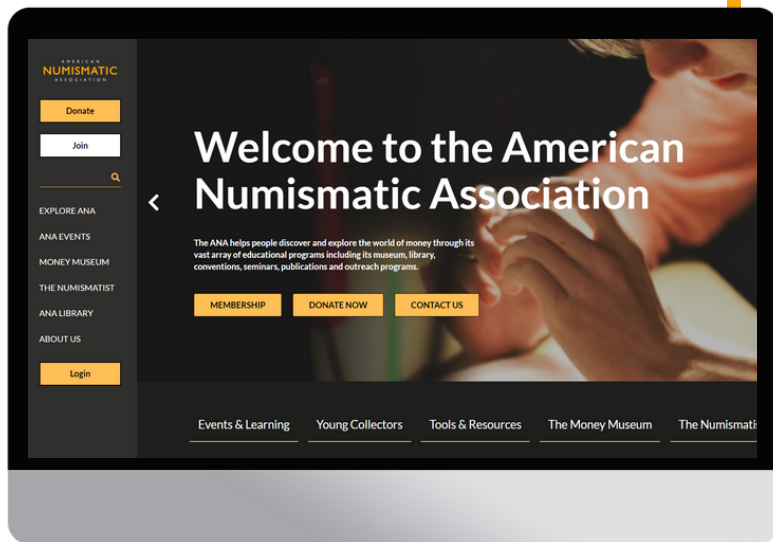 AMERICAN
NUMISMATIC
ASSOCIATION
Donate
Join
EXPLORE ANA
ANA EVENTS
MONEY MUSEUM
THE NUMISMATIST
ANA LIBRARY
ABOUT US
Login
Welcome to the American
Numismatic Association
The ANA helps people discover and explore the world of money through its
vast array of educational programs including its museum, library,
conventions, seminars, publications and outreach programs.
MEMBERSHIP DONATE NOW CONTACT US
Events & Learning Young Collectors Tools & Resources The Money Museum The Numismatis